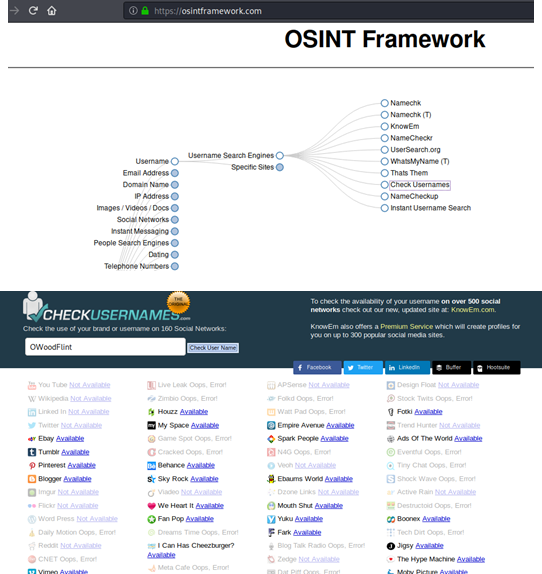 https://osintframework.com
OSINT Framework
Username
Email Address
Domain Name
IP Address
Images / Videos / Docs
Social Networks
Instant Messaging
People Search Engines
Dating
Telephone Numbers
Username Search Engines
Specific Sites
Namechk
Namechk (T)
KnowEm
NameCheckr
UserSearch.org
WhatsMyName (T)
Thats Them
Check Usernames
NameCheckup
Instant Username Search
THE ORIGINAL
CHECKUSERNAMES.com
Check the use of your brand or username on 160 Social Networks:
OWoodFlint
Check User Name
To check the availability of your username on over 500 social
networks check out our new, updated site at: KnowEm.com.
KnowEm also offers a Premium Service which will create profiles for
you on up to 300 popular social media sites.
Facebook
Twitter
LinkedIn
Buffer
Hootsuite
You Tube Not Available
Wikipedia Not Available
Linked In Not Available
Twitter Not Available
Ebay Available
Tumblr Available
Pinterest Available
Blogger Available
Imgur Not Available
Flickr Not Available
Word Press Not Available
Daily Motion Oops, Error!
Reddit Not Available
CNET Oops, Error!
Vimeo Available
Live Leak Oops, Error!
Zimbio Oops, Error!
Houzz Available
My Space Available
Game Spot Oops, Error!
Cracked Oops, Error!
Behance Available
Sky Rock Available
Viadeo Not Available
We Heart It Available
Fan Pop Available
Dreams Time Oops, Error!
I Can Has Cheezburger?
Available
Meta Cafe Oops, Error!
APSense Not Available
Folkd Oops, Error!
Watt Pad Oops, Error!
Empire Avenue Available
Spark People Available
N4G Oops, Error!
Veoh Not Available
Ebaums World Available
Dzone Links Not Available
Mouth Shut Available
Yuku Available
Fark Available
Blog Talk Radio Oops, Error!
Zedge Not Available
Dat Piff Oops, Error!
Design Float Not Available
Stock Twits Oops, Error!
Fotki Available
Trend Hunter Not Available
Ads Of The World Available
Eventful Oops, Error!
Tiny Chat Oops, Error!
Shock Wave Oops, Error!
Active Rain Not Available
Destructoid Oops, Error!
Boonex Available
Tech Dirt Oops, Error!
Jigsy Available
The Hype Machine Available
Moby Picture Available